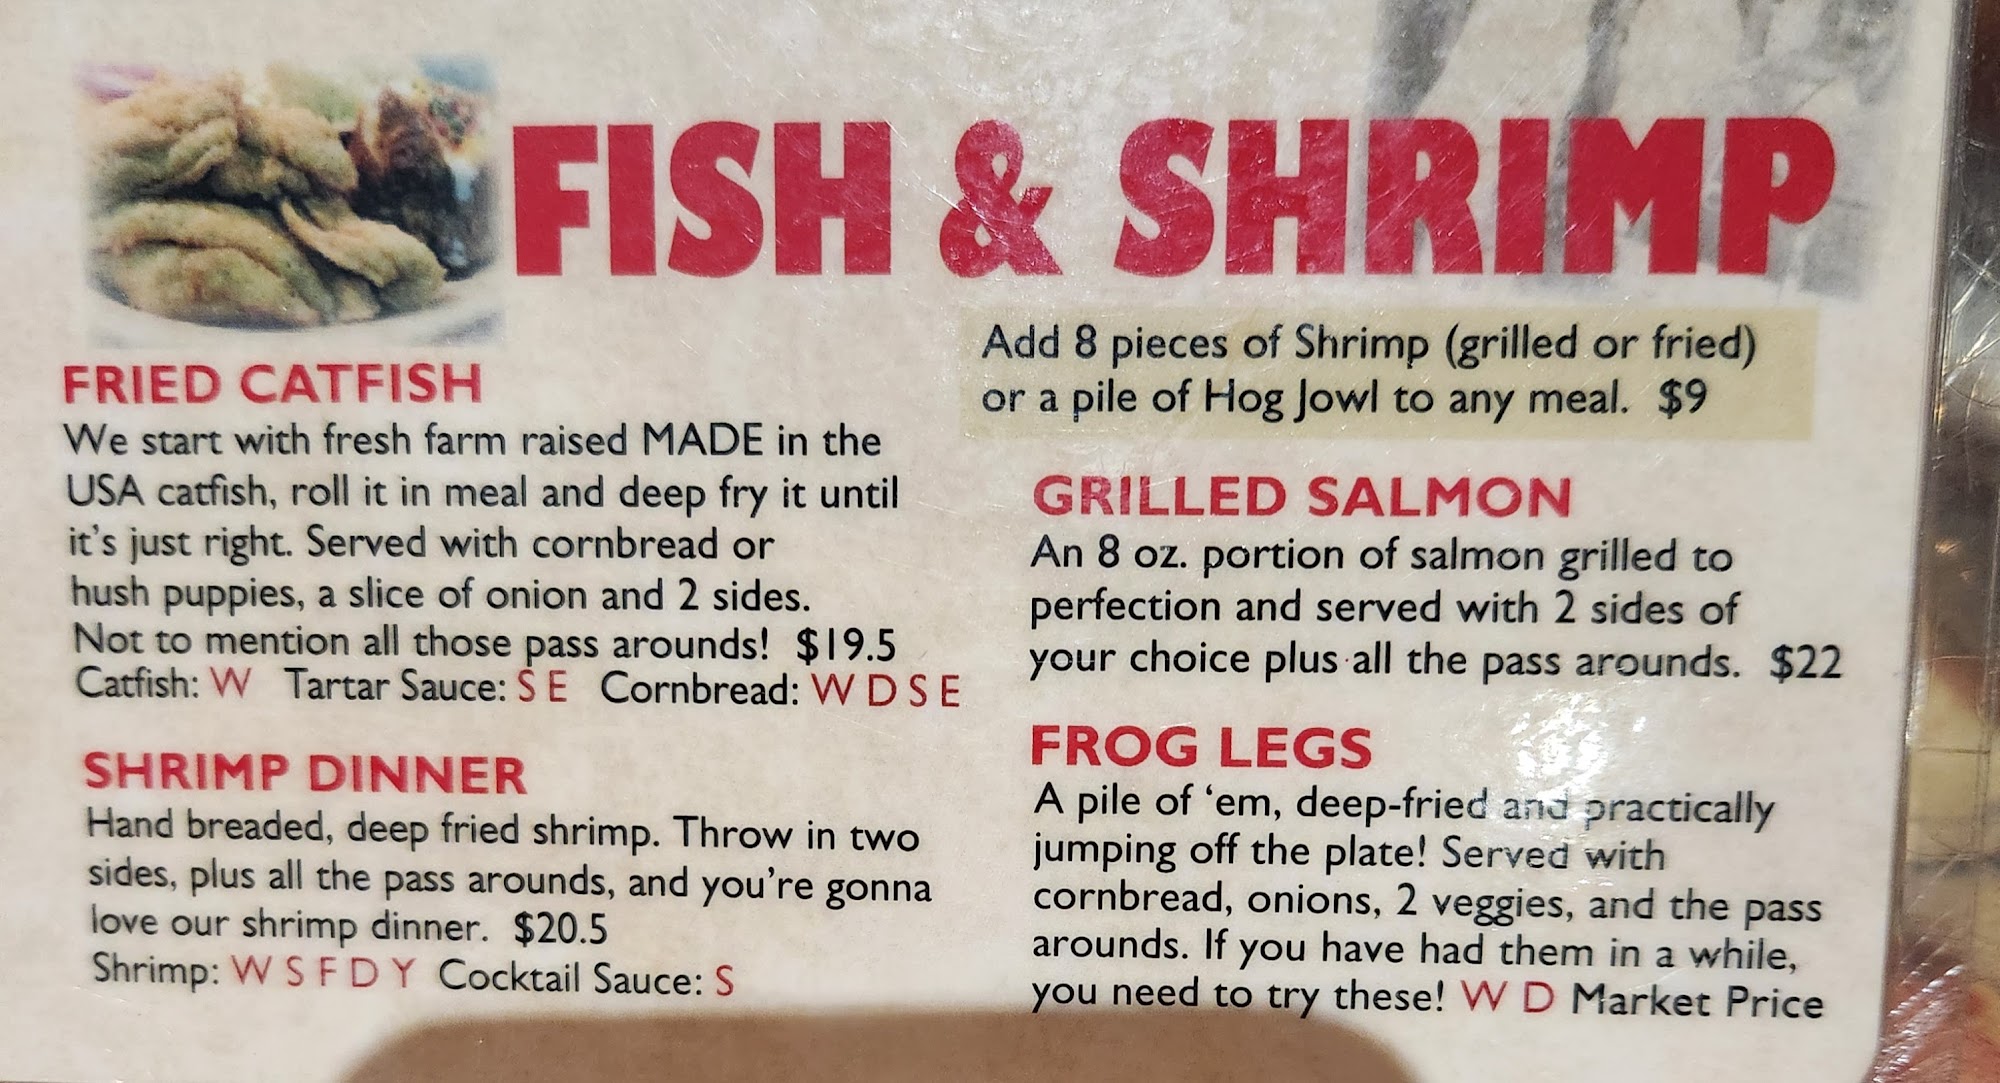 FISH & SHRIMP
FRIED CATFISH
We start with fresh farm raised MADE in the
USA catfish, roll it in meal and deep fry it until
it's just right. Served with cornbread or
hush puppies, a slice of onion and 2 sides.
Not to mention all those pass arounds! $19.5
Catfish: W Tartar Sauce: S E Cornbread: W D S E
SHRIMP DINNER
Hand breaded, deep fried shrimp. Throw in two
sides, plus all the pass arounds, and you're gonna
love our shrimp dinner. $20.5
Shrimp: W S F D Y Cocktail Sauce: S
Add 8 pieces of Shrimp (grilled or fried)
or a pile of Hog Jowl to any meal. $9
GRILLED SALMON
An 8 oz. portion of salmon grilled to
perfection and served with 2 sides of
your choice plus all the pass arounds. $22
FROG LEGS
A pile of ‘em, deep-fried and practically
jumping off the plate! Served with
cornbread, onions, 2 veggies, and the pass
arounds. If you have had them in a while,
you need to try these! W D Market Price